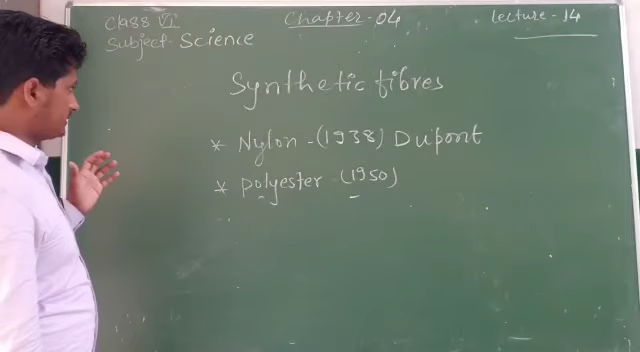 Class VI Chapter-04 Lecture-14
Subject- Science
Synthetic fibres
* Nylon -(1938) Dupont
* polyester -(1950)